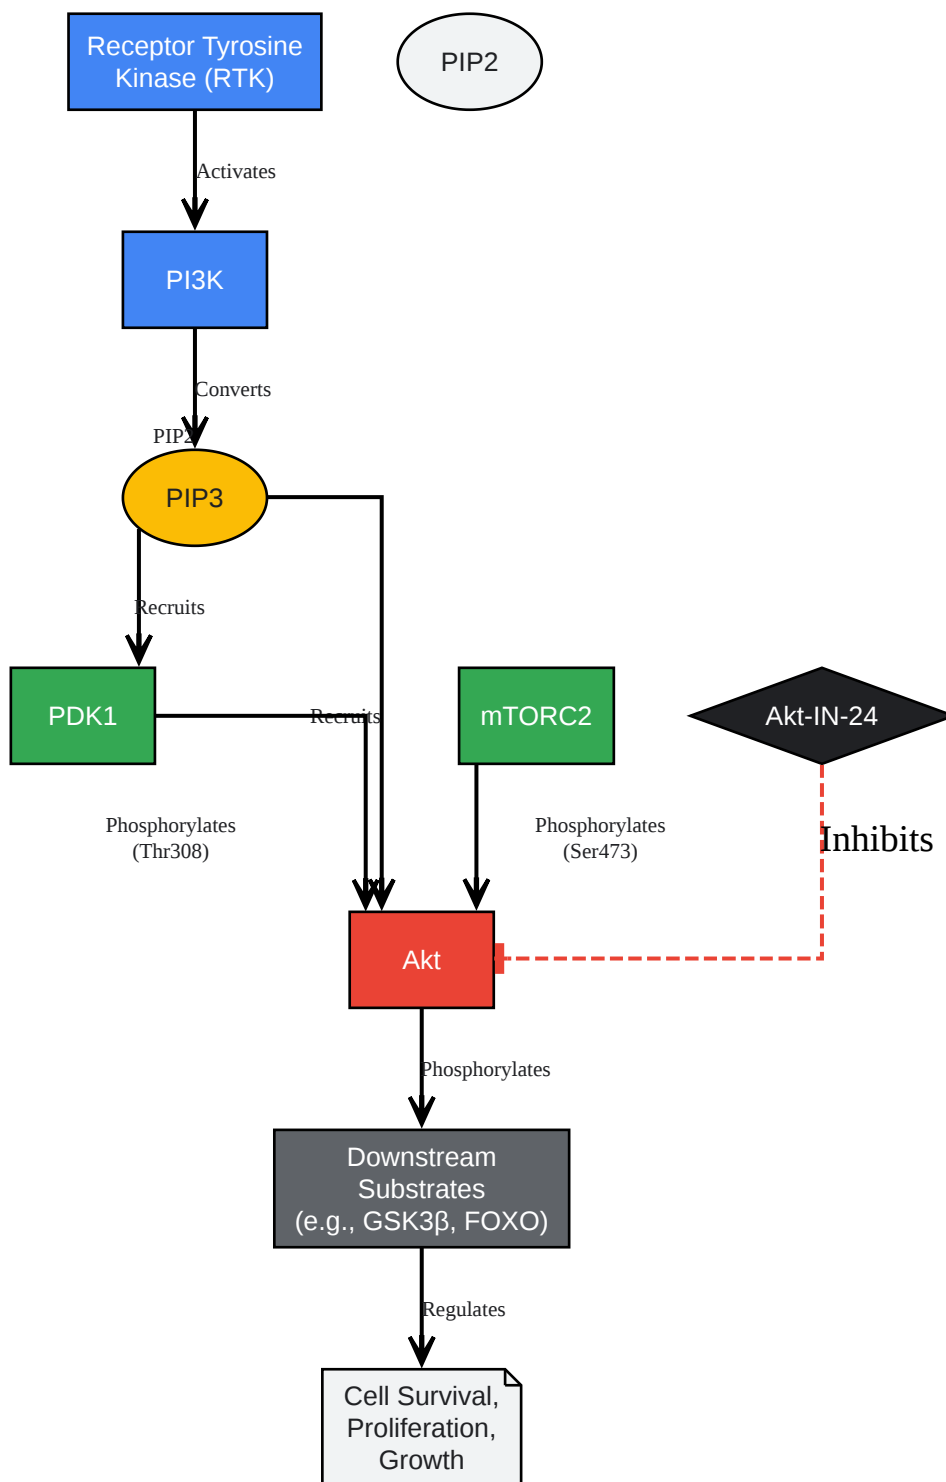 Receptor Tyrosine
Kinase (RTK)
PIP2
Activates
PI3K
Converts
PIP2
PIP3
Recruits
PDK1
Recruits
mTORC2
Akt-IN-24
Phosphorylates
(Thr308)
Phosphorylates
(Ser473)
Inhibits
Akt
Phosphorylates
Downstream
Substrates
(e.g., GSK3β, FOXO)
Regulates
Cell Survival,
Proliferation,
Growth